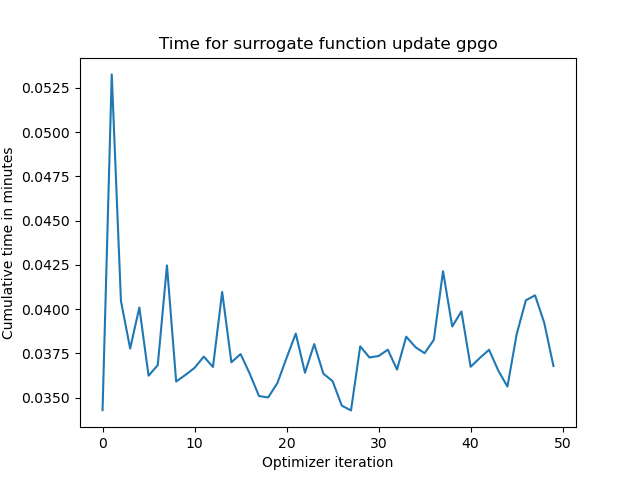 Time for surrogate function update gpgo
Cumulative time in minutes
0.0525
0.0500
0.0475
0.0450
0.0425
0.0400
0.0375
0.0350
0 10 20 30 40 50
Optimizer iteration